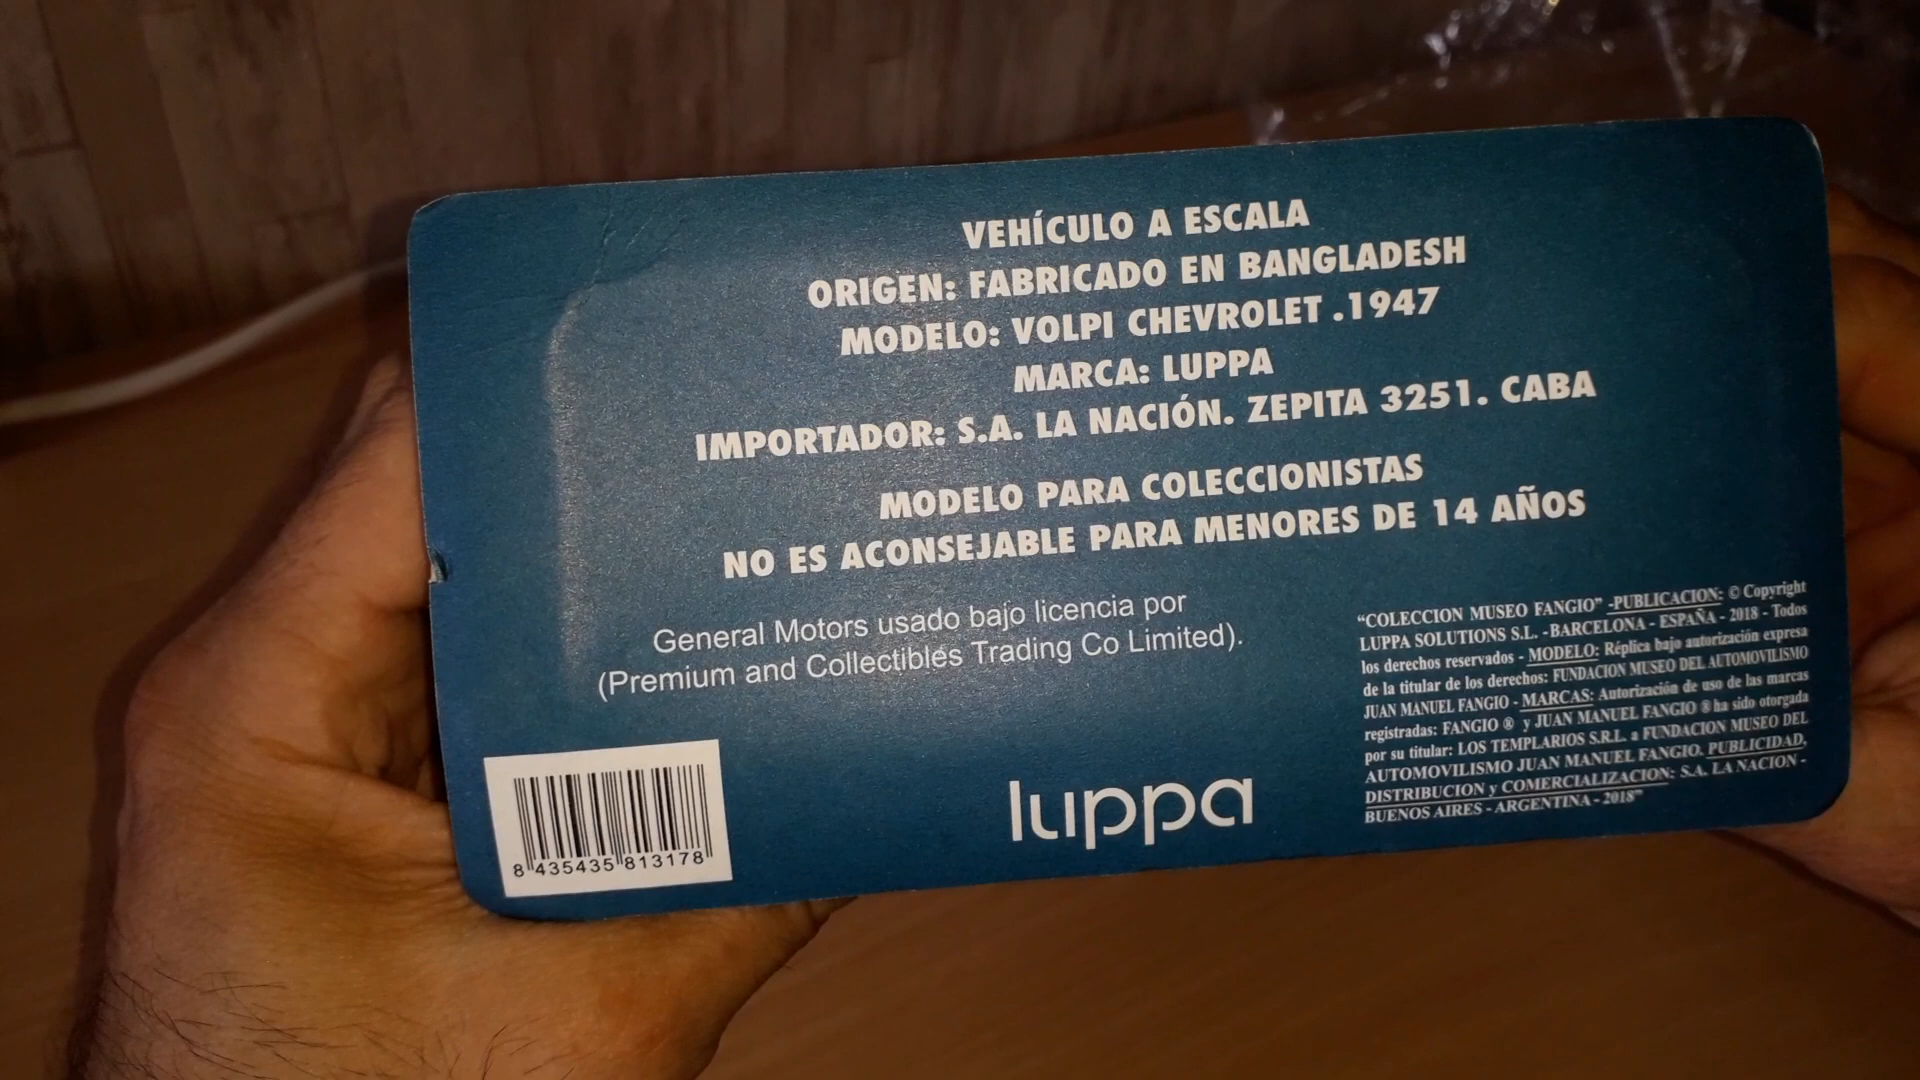 VEHÍCULO A ESCALA
ORIGEN: FABRICADO EN BANGLADESH
MODELO: VOLPI CHEVROLET .1947
MARCA: LUPPA
IMPORTADOR: S.A. LA NACIÓN. ZEPITA 3251. CABA
MODELO PARA COLECCIONISTAS
NO ES ACONSEJABLE PARA MENORES DE 14 AÑOS
General Motors usado bajo licencia por
(Premium and Collectibles Trading Co Limited).
"COLECCION MUSEO FANGIO" -PUBLICACION: © Copyright
LUPPA SOLUTIONS S.L. - BARCELONA - ESPAÑA - 2018 - Todos
los derechos reservados - MODELO: Réplica bajo autorización expresa
de la titular de los derechos: FUNDACION MUSEO DEL AUTOMOVILISMO
JUAN MANUEL FANGIO - MARCAS: Autorización de uso de las marcas
registradas: FANGIO ® y JUAN MANUEL FANGIO ® ha sido otorgada
por su titular: LOS TEMPLARIOS S.R.L. a FUNDACION MUSEO DEL
AUTOMOVILISMO JUAN MANUEL FANGIO. PUBLICIDAD,
DISTRIBUCION y COMERCIALIZACION: S.A. LA NACION -
BUENOS AIRES - ARGENTINA - 2018"
luppa
8 435435 813178